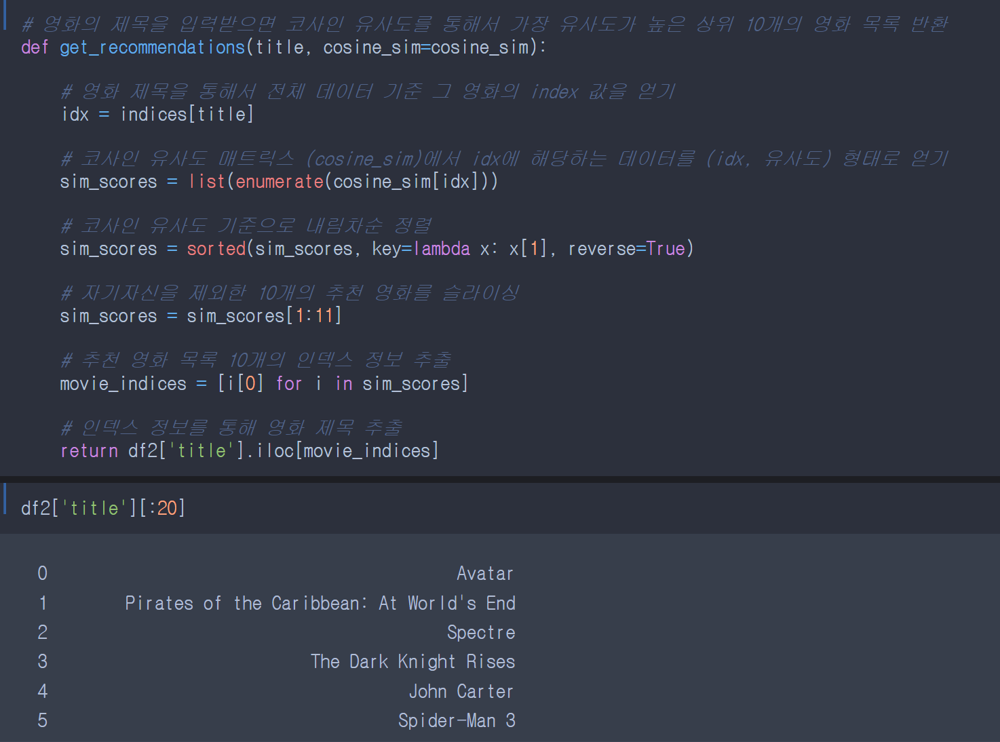 # 영화의 제목을 입력받으면 코사인 유사도를 통해서 가장 유사도가 높은 상위 10개의 영화 목록 반환
def get_recommendations(title, cosine_sim=cosine_sim):
# 영화 제목을 통해서 전체 데이터 기준 그 영화의 index 값을 얻기
idx = indices[title]
# 코사인 유사도 매트릭스 (cosine_sim)에서 idx에 해당하는 데이터를 (idx, 유사도) 형태로 얻기
sim_scores = list(enumerate(cosine_sim[idx]))
# 코사인 유사도 기준으로 내림차순 정렬
sim_scores = sorted(sim_scores, key=lambda x: x[1], reverse=True)
# 자기자신을 제외한 10개의 추천 영화를 슬라이싱
sim_scores = sim_scores[1:11]
# 추천 영화 목록 10개의 인덱스 정보 추출
movie_indices = [i[0] for i in sim_scores]
# 인덱스 정보를 통해 영화 제목 추출
return df2['title'].iloc[movie_indices]
df2['title'][:20]
0 Avatar
1 Pirates of the Caribbean: At World's End
2 Spectre
3 The Dark Knight Rises
4 John Carter
5 Spider-Man 3